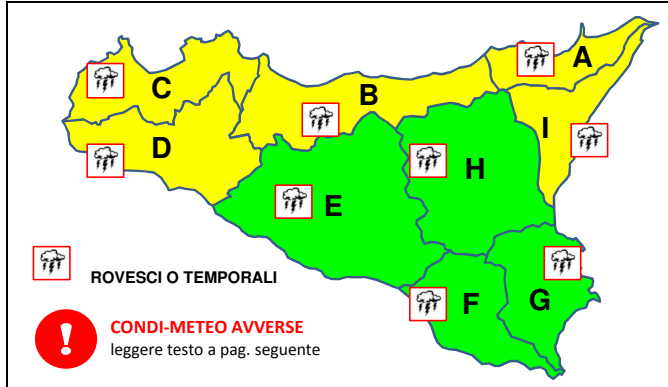 A
C
B
I
D
H
E
F
G
ROVESCI O TEMPORALI
!
CONDI-METEO AVVERSE
leggere testo a pag. seguente